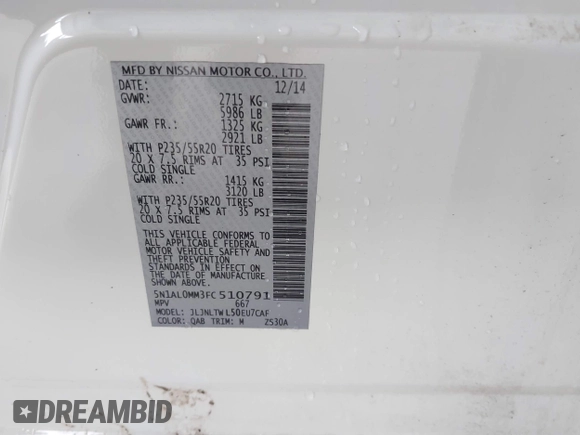 MFD BY NISSAN MOTOR CO., LTD.
DATE: 12/14
GVWR: 2715 KG
5986 LB
GAWR FR.: 1325 KG
2921 LB
WITH P235/55R20 TIRES
20 X 7.5 RIMS AT 35 PSI
COLD SINGLE
GAWR RR.: 1415 KG
3120 LB
WITH P235/55R20 TIRES
20 X 7.5 RIMS AT 35 PSI
COLD SINGLE
THIS VEHICLE CONFORMS TO
ALL APPLICABLE FEDERAL
MOTOR VEHICLE SAFETY AND
THEFT PREVENTION
STANDARDS IN EFFECT ON
THE DATE OF MANUFACTURE
SHOWN ABOVE.
5N1AL0MM3FC510791
MPV 667
MODEL: JLJNLTW L50EU7CAF
COLOR: QAB TRIM: M ZS30A
DREAMBID